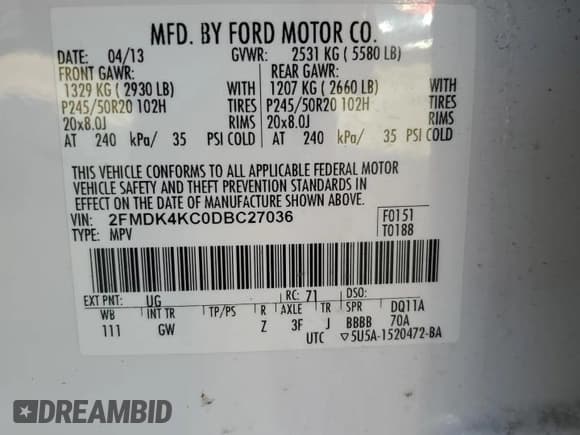 MFD. BY FORD MOTOR CO.
DATE: 04/13 GVWR: 2531 KG ( 5580 LB)
FRONT GAWR: REAR GAWR:
1329 KG ( 2930 LB) WITH 1207 KG ( 2660 LB) WITH
P245/50R20 102H TIRES P245/50R20 102H TIRES
20x8.0J RIMS 20x8.0J RIMS
AT 240 kPa/ 35 PSI COLD AT 240 kPa/ 35 PSI COLD
THIS VEHICLE CONFORMS TO ALL APPLICABLE FEDERAL MOTOR
VEHICLE SAFETY AND THEFT PREVENTION STANDARDS IN
EFFECT ON THE DATE OF MANUFACTURE SHOWN ABOVE.
VIN: 2FMDK4KC0DBC27036 F0151
TYPE: MPV T0188
EXT PNT: UG RC: 71 DSO:
WB INT TR TP/PS R AXLE TR SPR DQ11A
111 GW Z 3F J BBBB 70A
UTC ▽5U5A-1520472-BA
DREAMBID